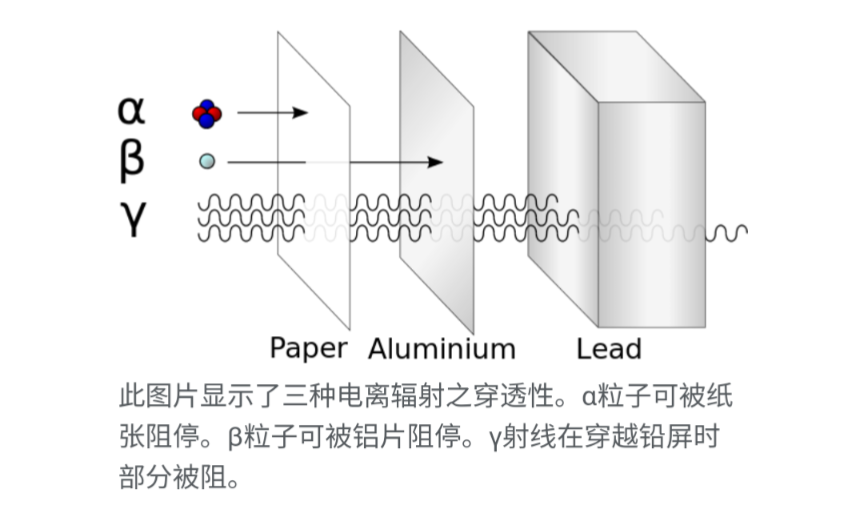 α
β
γ
Paper Aluminium Lead
此图片显示了三种电离辐射之穿透性。α粒子可被纸
张阻停。β粒子可被铝片阻停。γ射线在穿越铅屏时
部分被阻。